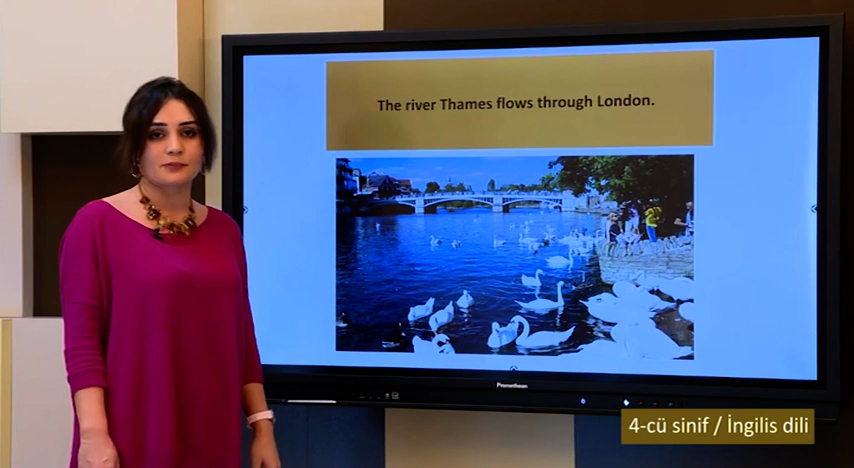 The river Thames flows through London.
Promethean
4-cü sinif / İngilis dili